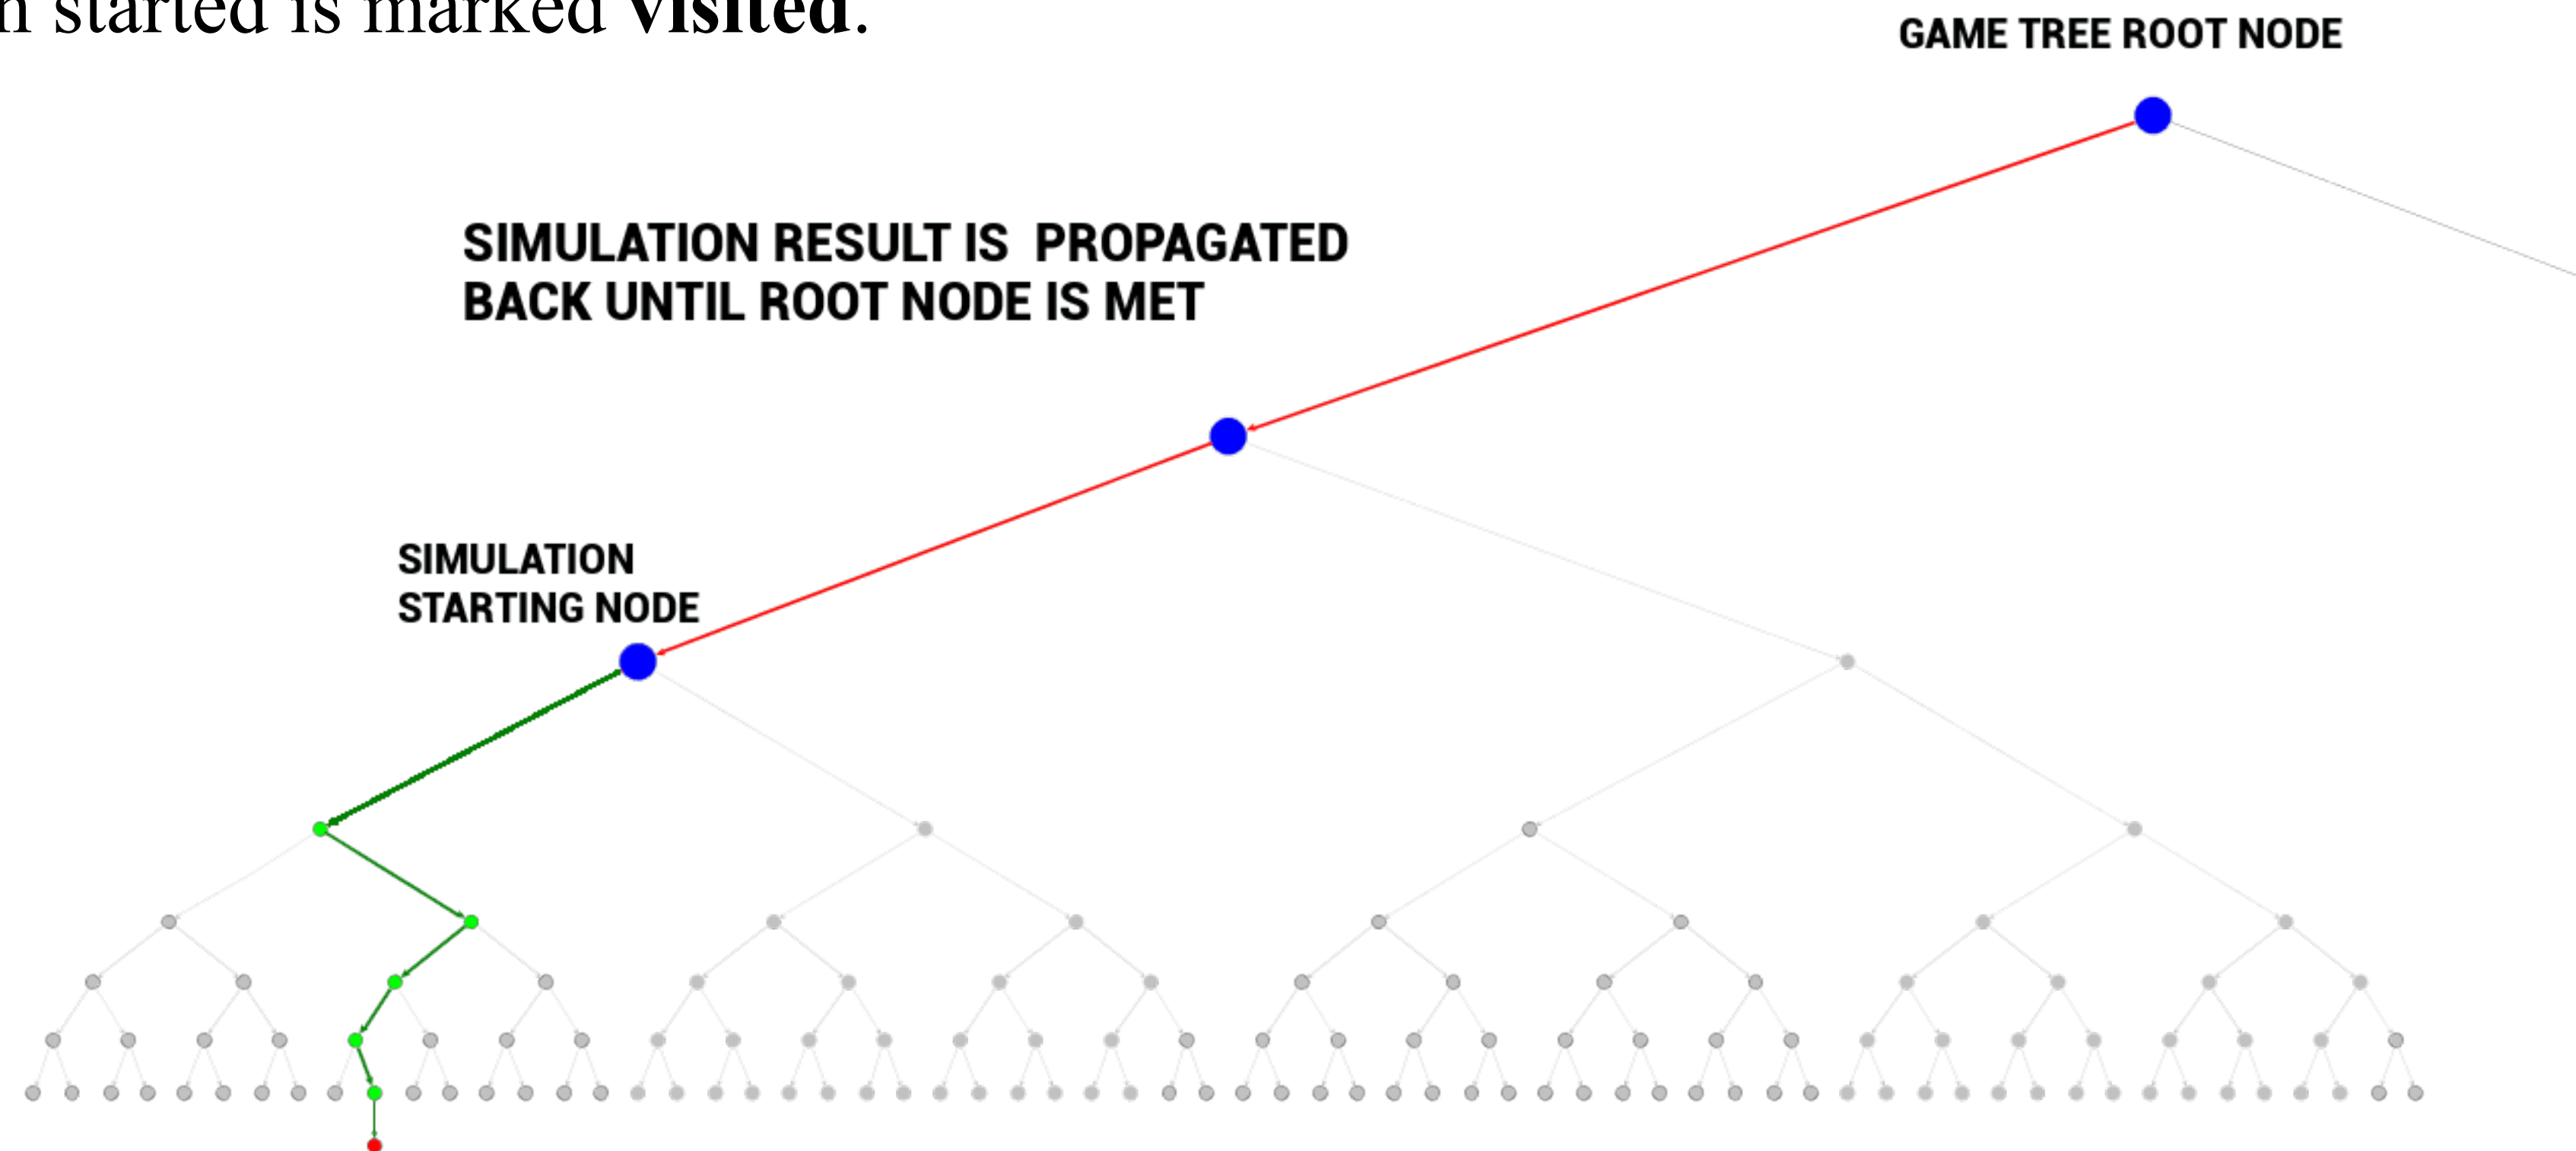 n started is marked visited.
GAME TREE ROOT NODE
SIMULATION RESULT IS PROPAGATED
BACK UNTIL ROOT NODE IS MET
SIMULATION
STARTING NODE